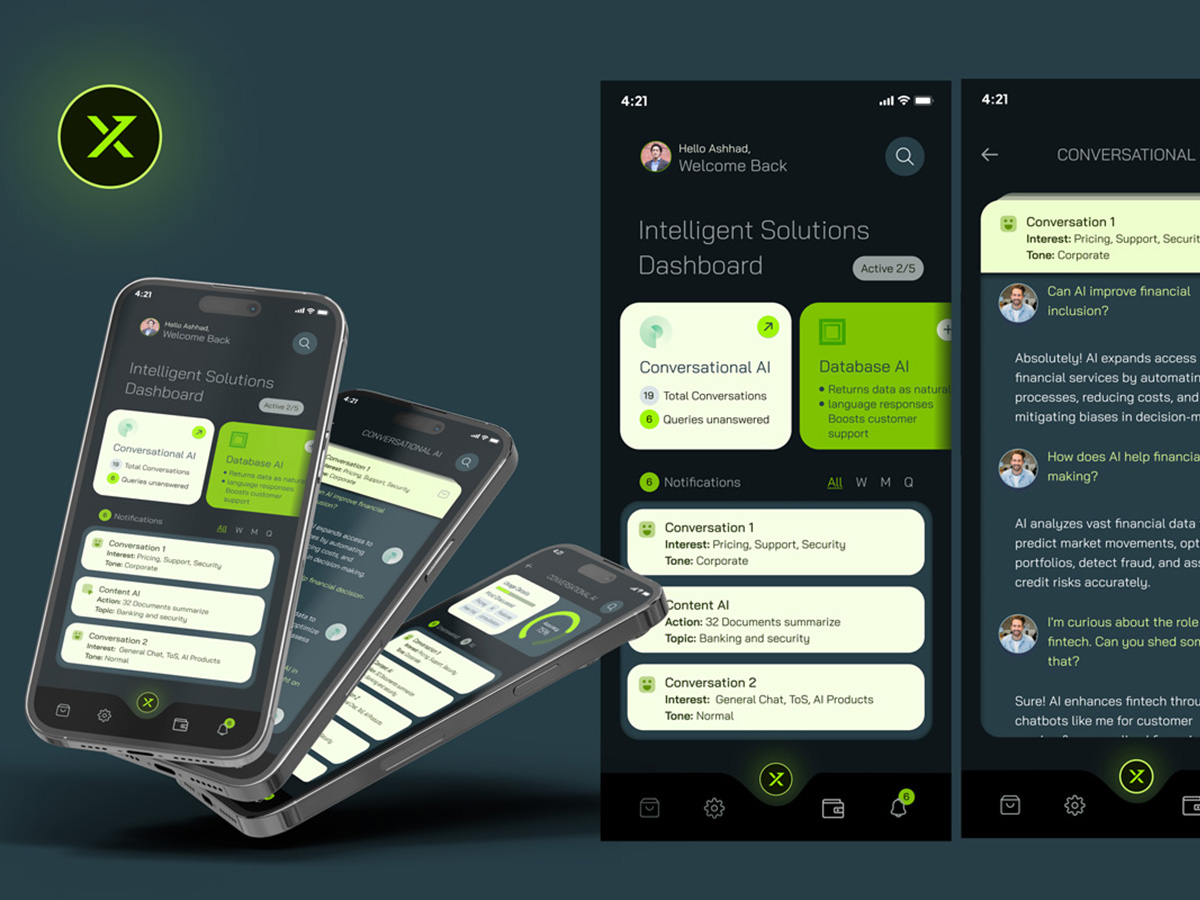 4:21
Hello Ashhad,
Welcome Back
Intelligent Solutions
Dashboard
Active 2/5
Conversational AI
19 Total Conversations
6 Queries unanswered
Database AI
Returns data as natural
language responses
Boosts customer
support
6 Notifications
All W M Q
Conversation 1
Interest: Pricing, Support, Security
Tone: Corporate
Content AI
Action: 32 Documents summarize
Topic: Banking and security
Conversation 2
Interest: General Chat, ToS, AI Products
Tone: Normal
6
4:21
CONVERSATIONAL
Conversation 1
Interest: Pricing, Support, Securit
Tone: Corporate
Can AI improve financial
inclusion?
Absolutely! AI expands access
financial services by automatin
processes, reducing costs, and
mitigating biases in decision-m
How does AI help financia
making?
AI analyzes vast financial data
predict market movements, opt
portfolios, detect fraud, and ass
credit risks accurately.
I'm curious about the role
fintech. Can you shed som
that?
Sure! AI enhances fintech throu
chatbots like me for customer
4:21
Hello Ashhad,
Welcome Back
Intelligent Solutions
Dashboard
Active 2/5
Conversational AI
19 Total Conversations
6 Queries unanswered
Database AI
Returns data as natura
language responses
Boosts customer
support
6 Notifications
All W M Q
Conversation 1
Interest: Pricing, Support, Security
Tone: Corporate
Content AI
Action: 32 Documents summarize
Topic: Banking and security
Conversation 2
Interest: General Chat, ToS, AI Products
Tone: Normal
6
4:21
CONVERSATIONAL AI
Conversation 1
Interest: Pricing, Support, Security
Tone: Corporate
an AI improve financial
expands access to
by automating
costs, and
in decision-making.
financial decision-
data to
optimize
assess
AI in
light on
CONVERSATIONAL AI
75%